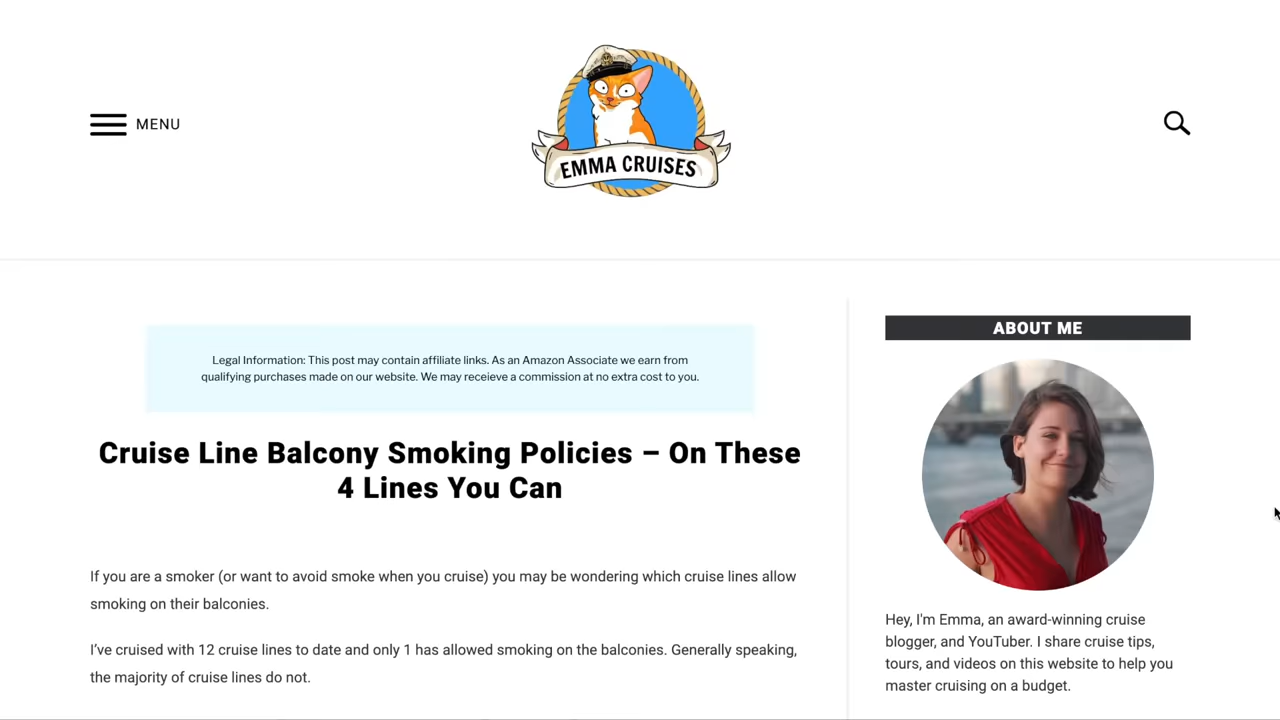 MENU
EMMA CRUISES
Legal Information: This post may contain affiliate links. As an Amazon Associate we earn from
qualifying purchases made on our website. We may receieve a commission at no extra cost to you.
Cruise Line Balcony Smoking Policies – On These
4 Lines You Can
If you are a smoker (or want to avoid smoke when you cruise) you may be wondering which cruise lines allow
smoking on their balconies.
I've cruised with 12 cruise lines to date and only 1 has allowed smoking on the balconies. Generally speaking,
the majority of cruise lines do not.
ABOUT ME
Hey, I'm Emma, an award-winning cruise
blogger, and YouTuber. I share cruise tips,
tours, and videos on this website to help you
master cruising on a budget.